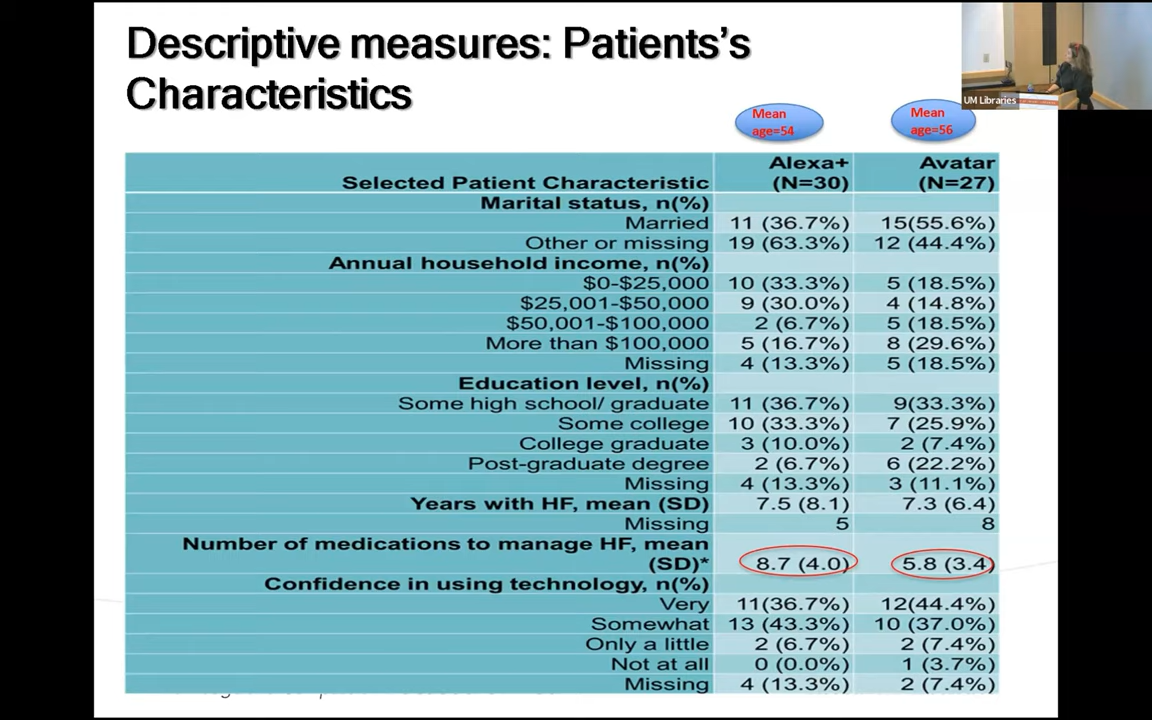 Descriptive measures: Patients's
Characteristics
UM Libraries
Mean
age=54
Mean
age=56
Selected Patient Characteristic Alexa+ (N=30) Avatar (N=27)
Marital status, n(%)
Married 11 (36.7%) 15(55.6%)
Other or missing 19 (63.3%) 12 (44.4%)
Annual household income, n(%)
$0-$25,000 10 (33.3%) 5 (18.5%)
$25,001-$50,000 9 (30.0%) 4 (14.8%)
$50,001-$100,000 2 (6.7%) 5 (18.5%)
More than $100,000 5 (16.7%) 8 (29.6%)
Missing 4 (13.3%) 5 (18.5%)
Education level, n(%)
Some high school/ graduate 11 (36.7%) 9(33.3%)
Some college 10 (33.3%) 7 (25.9%)
College graduate 3 (10.0%) 2 (7.4%)
Post-graduate degree 2 (6.7%) 6 (22.2%)
Missing 4 (13.3%) 3 (11.1%)
Years with HF, mean (SD) 7.5 (8.1) 7.3 (6.4)
Missing 5 8
Number of medications to manage HF, mean
(SD)* 8.7 (4.0) 5.8 (3.4)
Confidence in using technology, n(%)
Very 11(36.7%) 12(44.4%)
Somewhat 13 (43.3%) 10 (37.0%)
Only a little 2 (6.7%) 2 (7.4%)
Not at all 0 (0.0%) 1 (3.7%)
Missing 4 (13.3%) 2 (7.4%)